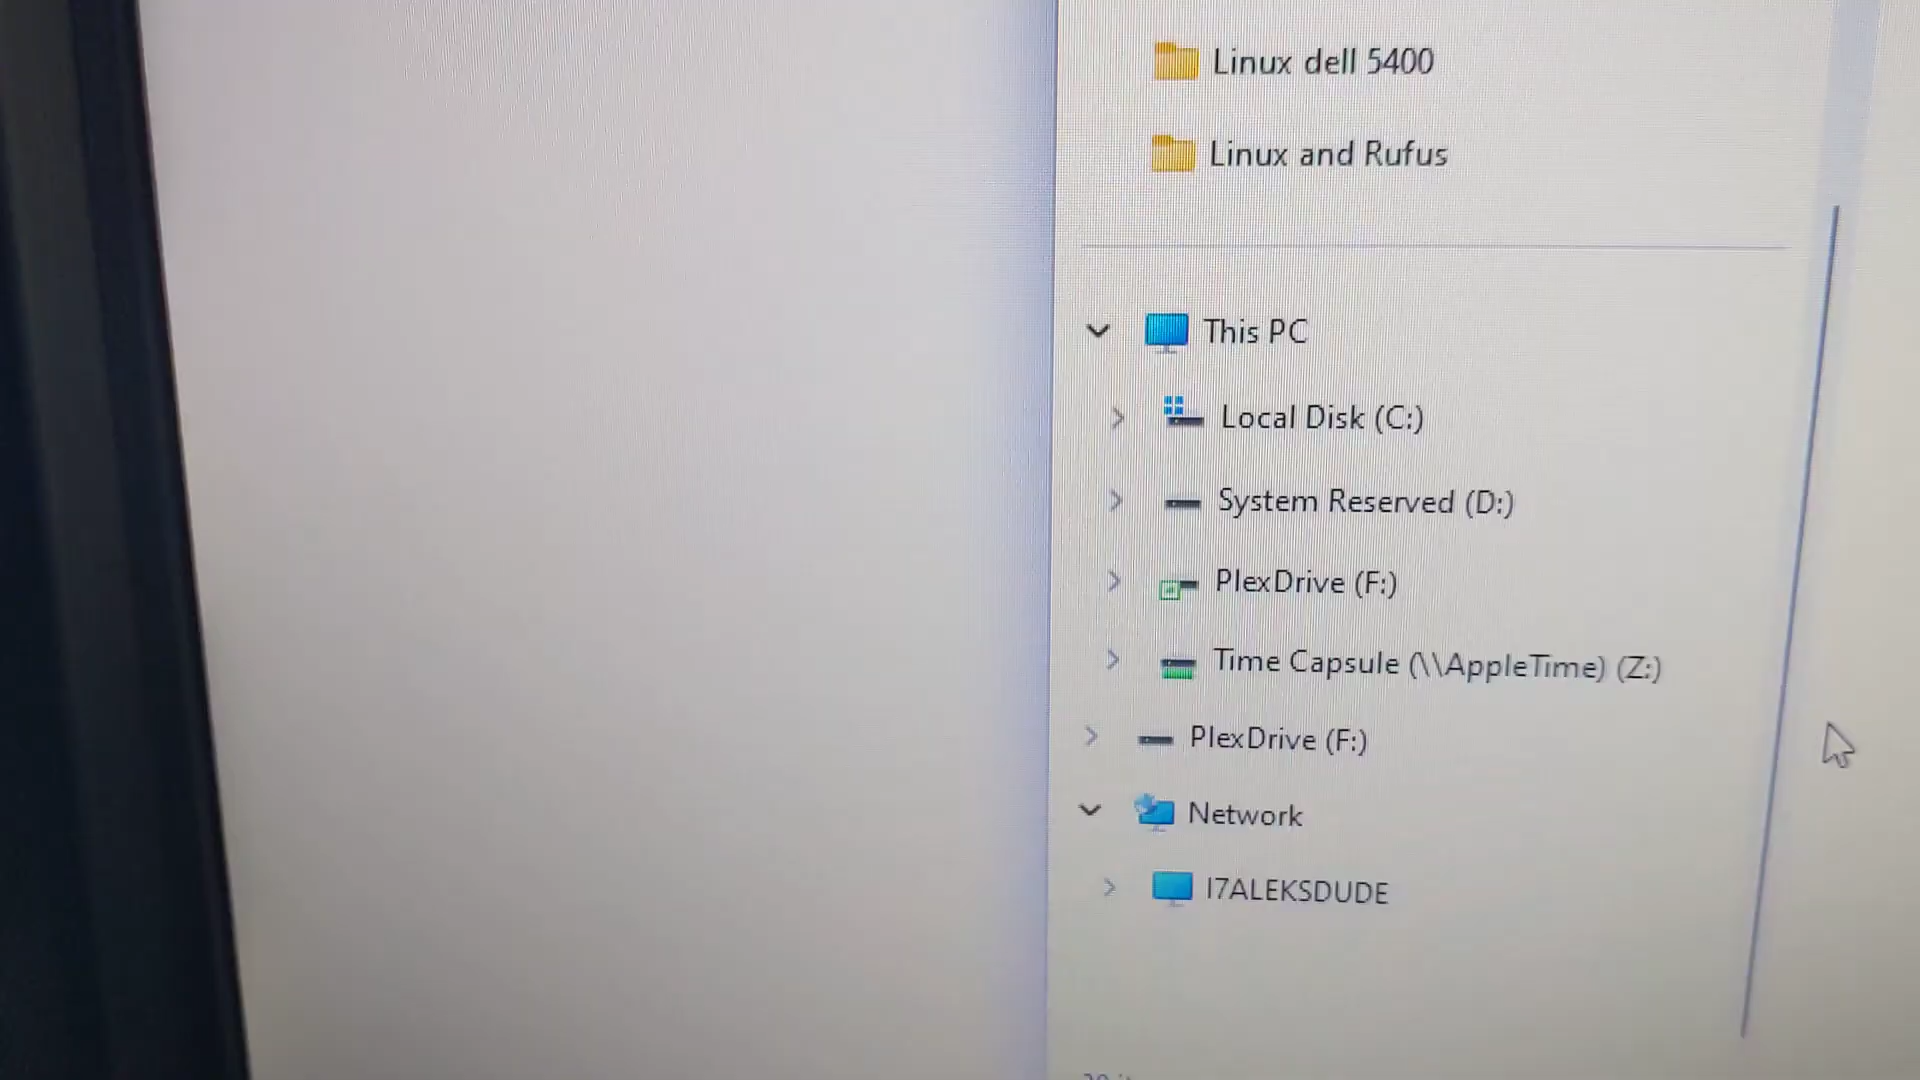 Linux dell 5400
Linux and Rufus
This PC
Local Disk (C:)
System Reserved (D:)
PlexDrive (F:)
Time Capsule (\\AppleTime) (Z:)
PlexDrive (F:)
Network
I7ALEKSDUDE